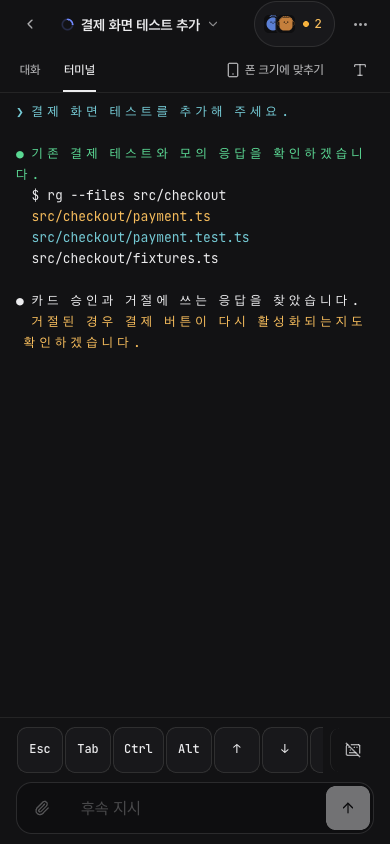 결제 화면 테스트 추가
2
대화
터미널
폰 크기에 맞추기
❯ 결제 화면 테스트를 추가해 주세요.
● 기존 결제 테스트와 모의 응답을 확인하겠습니
다.
$ rg --files src/checkout
src/checkout/payment.ts
src/checkout/payment.test.ts
src/checkout/fixtures.ts
● 카드 승인과 거절에 쓰는 응답을 찾았습니다.
거절된 경우 결제 버튼이 다시 활성화되는지도
확인하겠습니다.
Esc
Tab
Ctrl
Alt
↑
↓
후속 지시